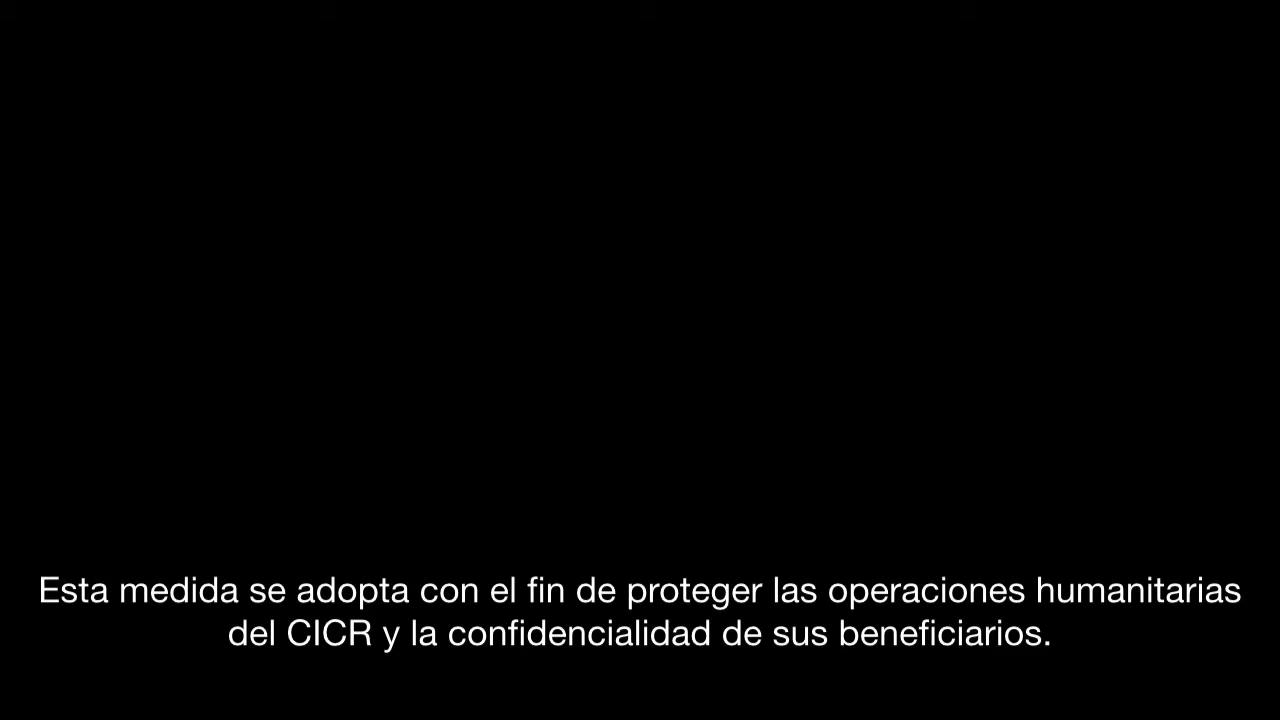 Esta medida se adopta con el fin de proteger las operaciones humanitarias
del CICR y la confidencialidad de sus beneficiarios.